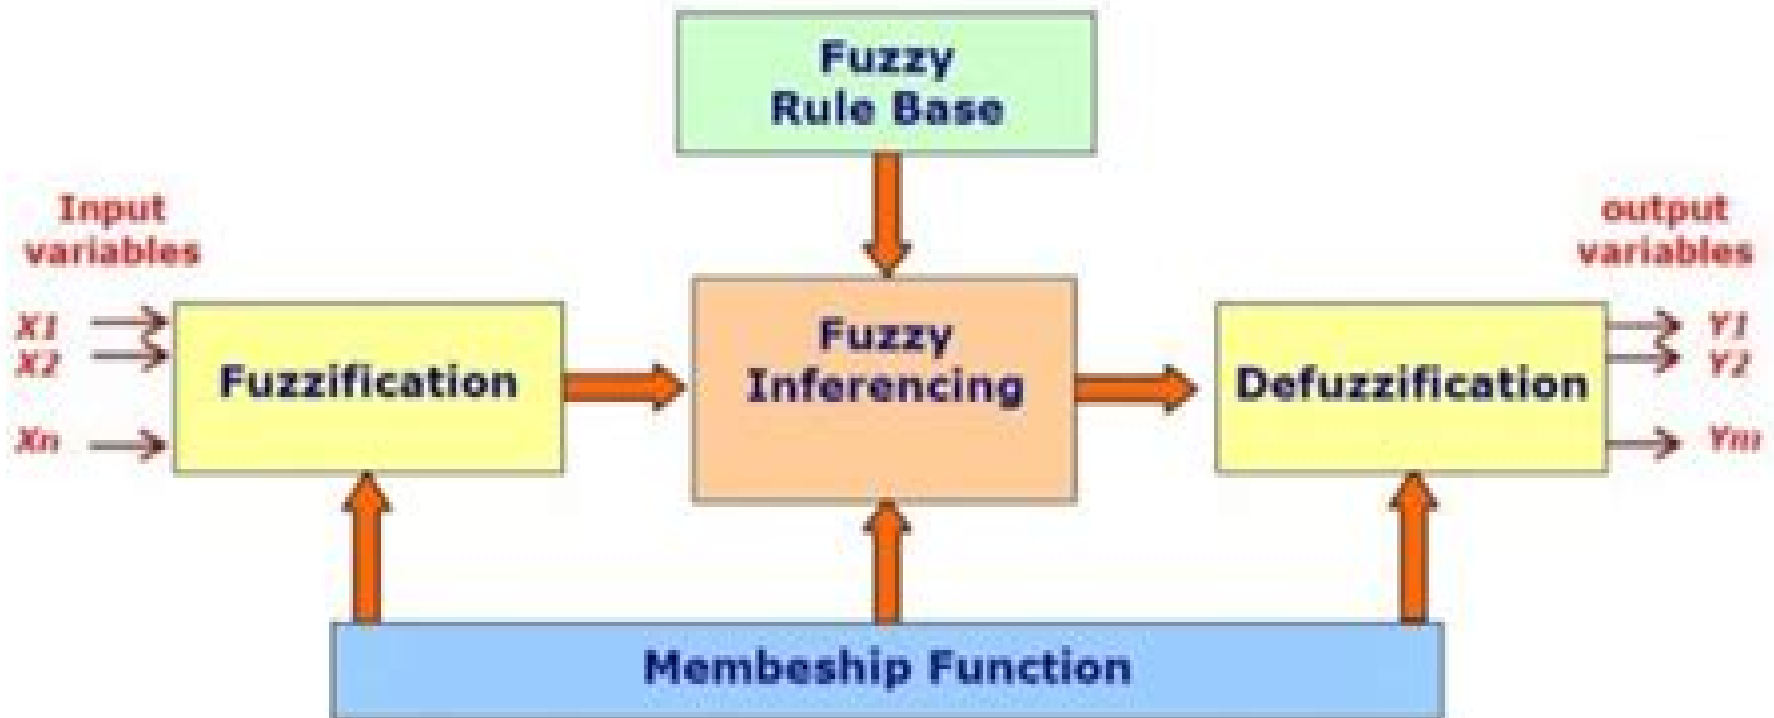 Fuzzy
Rule Base
Input
variables
output
variables
X1
X2
Xn
Fuzzification
Fuzzy
Inferencing
Defuzzification
Y1
Y2
Ym
Membeship Function